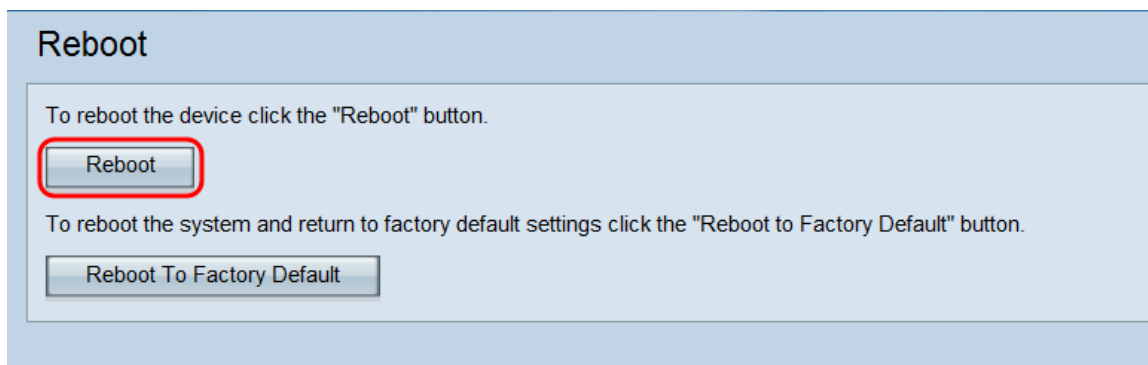 Reboot
To reboot the device click the "Reboot" button.
Reboot
To reboot the system and return to factory default settings click the "Reboot to Factory Default" button.
Reboot To Factory Default